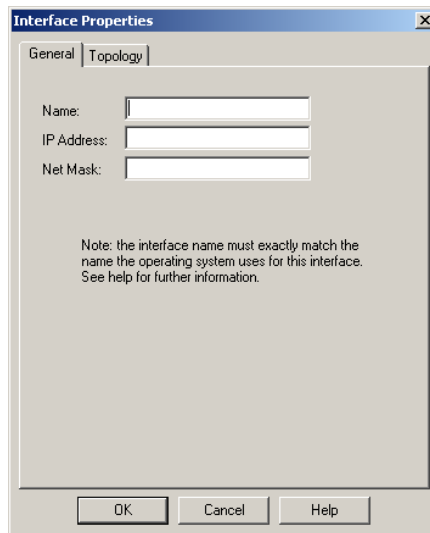 Interface Properties
General Topology
Name:
IP Address:
Net Mask:
Note: the interface name must exactly match the
name the operating system uses for this interface.
See help for further information.
OK Cancel Help